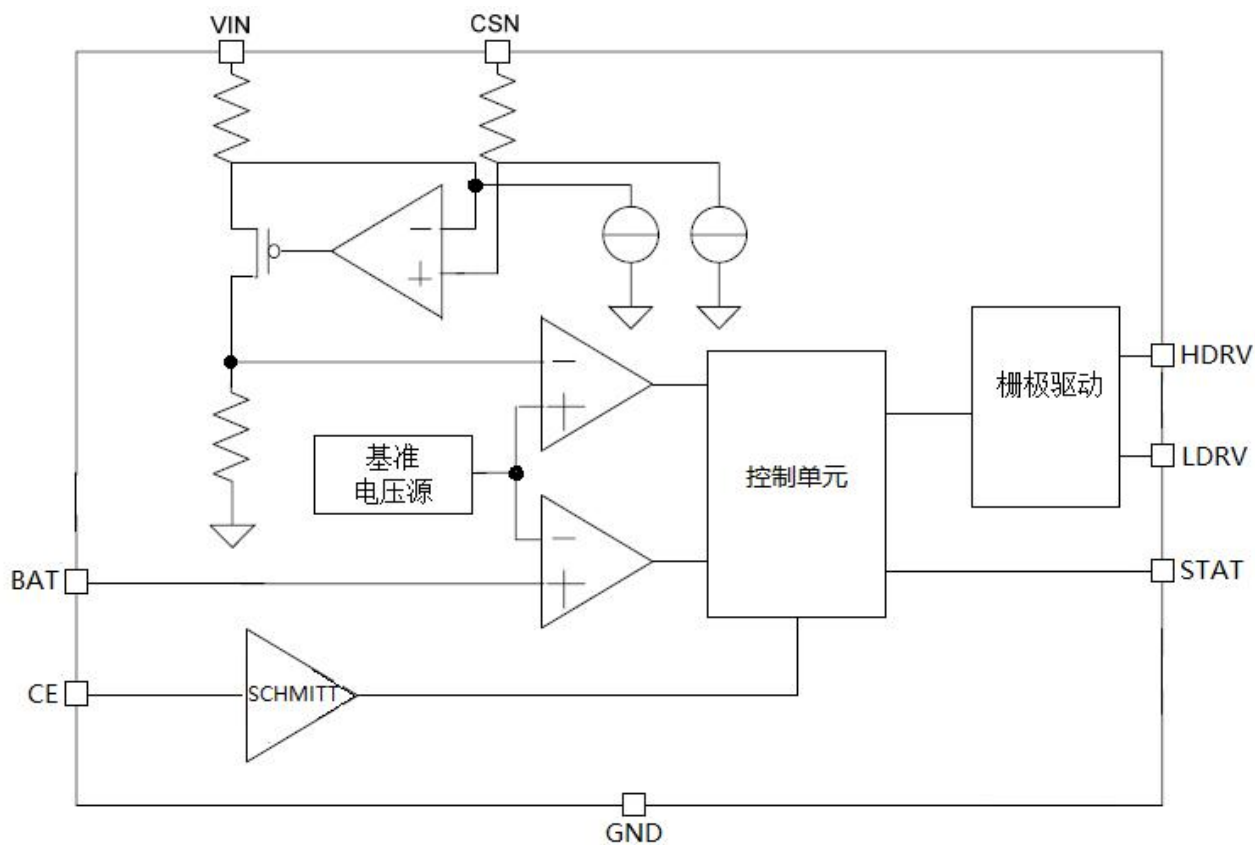 VIN
CSN
HDRV
栅极驱动
基准
电压源
控制单元
LDRV
STAT
BAT
CE
SCHMITT
GND